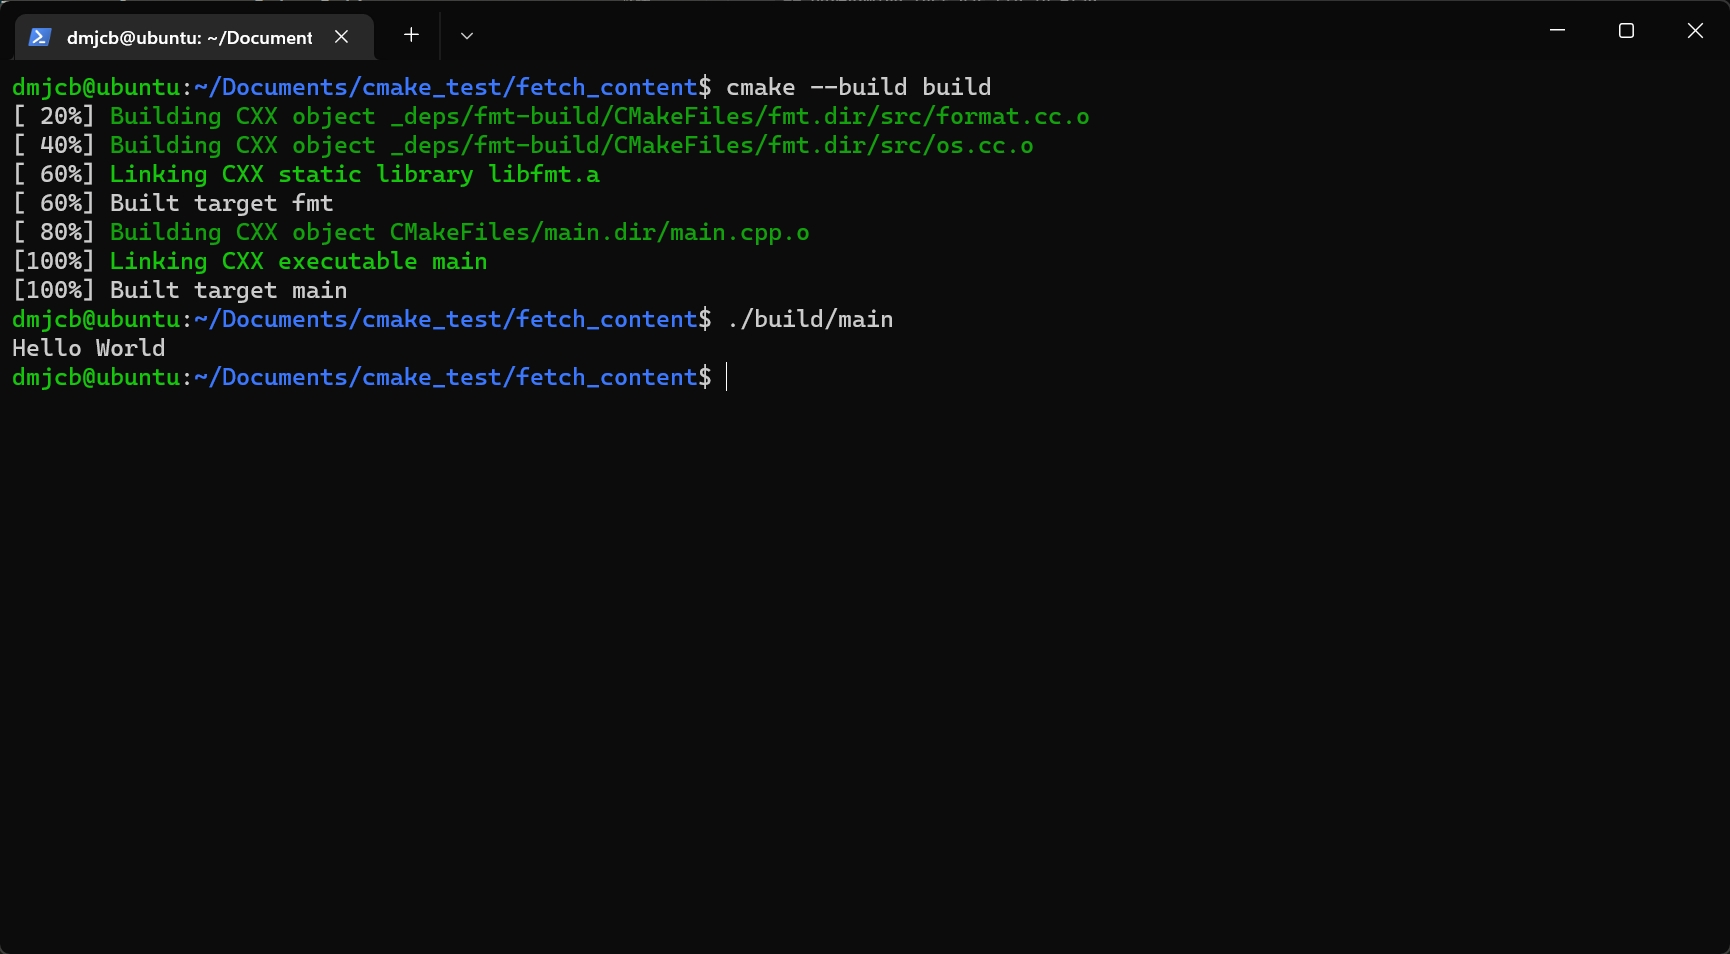 dmjcb@ubuntu: ~/Document
dmjcb@ubuntu:~/Documents/cmake_test/fetch_content$ cmake --build build
[ 20%] Building CXX object _deps/fmt-build/CMakeFiles/fmt.dir/src/format.cc.o
[ 40%] Building CXX object _deps/fmt-build/CMakeFiles/fmt.dir/src/os.cc.o
[ 60%] Linking CXX static library libfmt.a
[ 60%] Built target fmt
[ 80%] Building CXX object CMakeFiles/main.dir/main.cpp.o
[100%] Linking CXX executable main
[100%] Built target main
dmjcb@ubuntu:~/Documents/cmake_test/fetch_content$ ./build/main
Hello World
dmjcb@ubuntu:~/Documents/cmake_test/fetch_content$